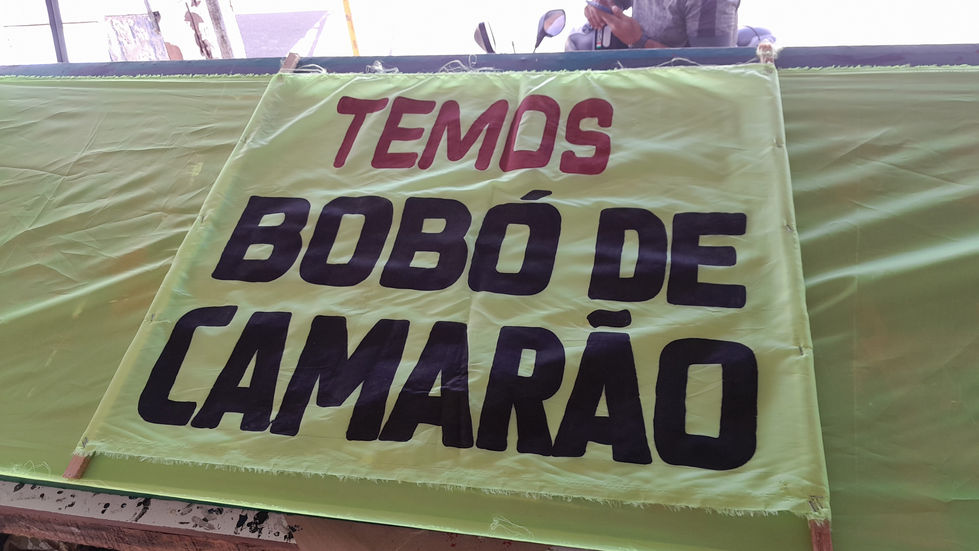 TEMOS
BOBÓ DE
CAMARÃO